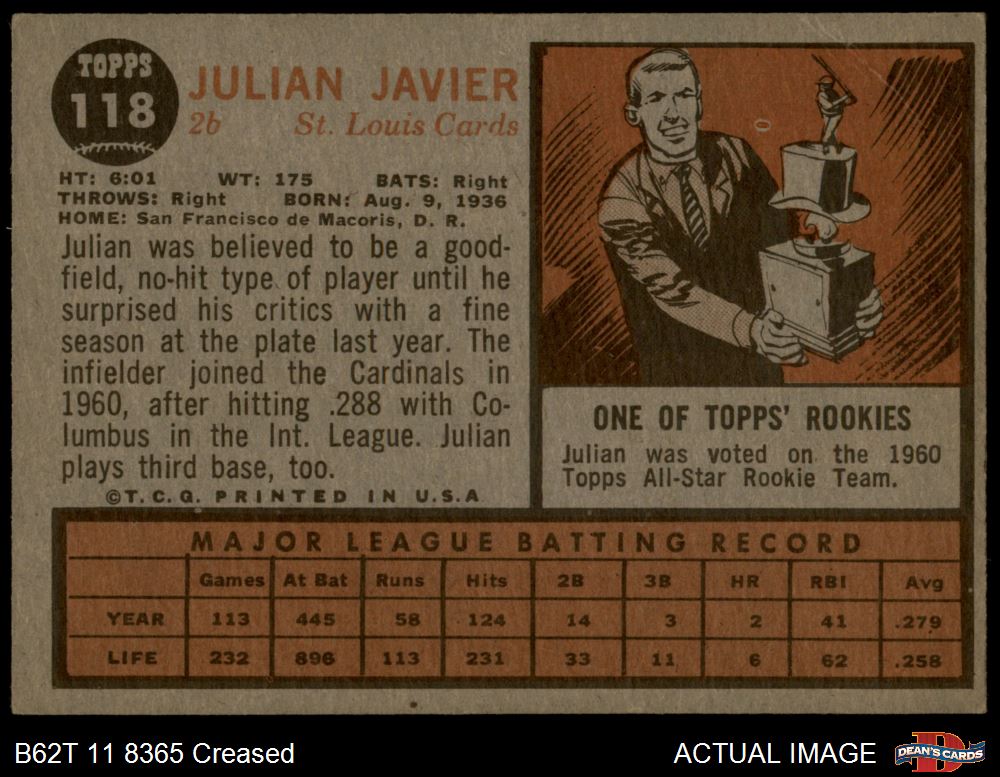 TOPPS
118
JULIAN JAVIER
2b St. Louis Cards
HT: 6:01 WT: 175 BATS: Right
THROWS: Right BORN: Aug. 9, 1936
HOME: San Francisco de Macoris, D. R.
Julian was believed to be a good-
field, no-hit type of player until he
surprised his critics with a fine
season at the plate last year. The
infielder joined the Cardinals in
1960, after hitting .288 with Co-
lumbus in the Int. League. Julian
plays third base, too.
©T.C.G. PRINTED IN U.S.A
ONE OF TOPPS' ROOKIES
Julian was voted on the 1960
Topps All-Star Rookie Team.
MAJOR LEAGUE BATTING RECORD
Games At Bat Runs Hits 2B 3B HR RBI Avg
YEAR 113 445 58 124 14 3 2 41 .279
LIFE 232 896 113 231 33 11 6 62 .258
B62T 11 8365 Creased ACTUAL IMAGE DEAN'S CARDS